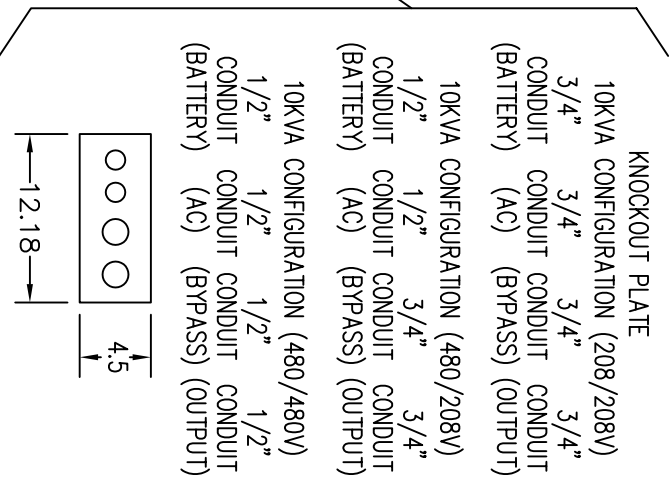 KNOCKOUT PLATE
10KVA CONFIGURATION (208/208V)
3/4" 3/4" 3/4" 3/4"
CONDUIT CONDUIT CONDUIT CONDUIT
(BATTERY) (AC) (BYPASS) (OUTPUT)
10KVA CONFIGURATION (480/208V)
1/2" 1/2" 3/4" 3/4"
CONDUIT CONDUIT CONDUIT CONDUIT
(BATTERY) (AC) (BYPASS) (OUTPUT)
10KVA CONFIGURATION (480/480V)
1/2" 1/2" 1/2" 1/2"
CONDUIT CONDUIT CONDUIT CONDUIT
(BATTERY) (AC) (BYPASS) (OUTPUT)
4.5
12.18